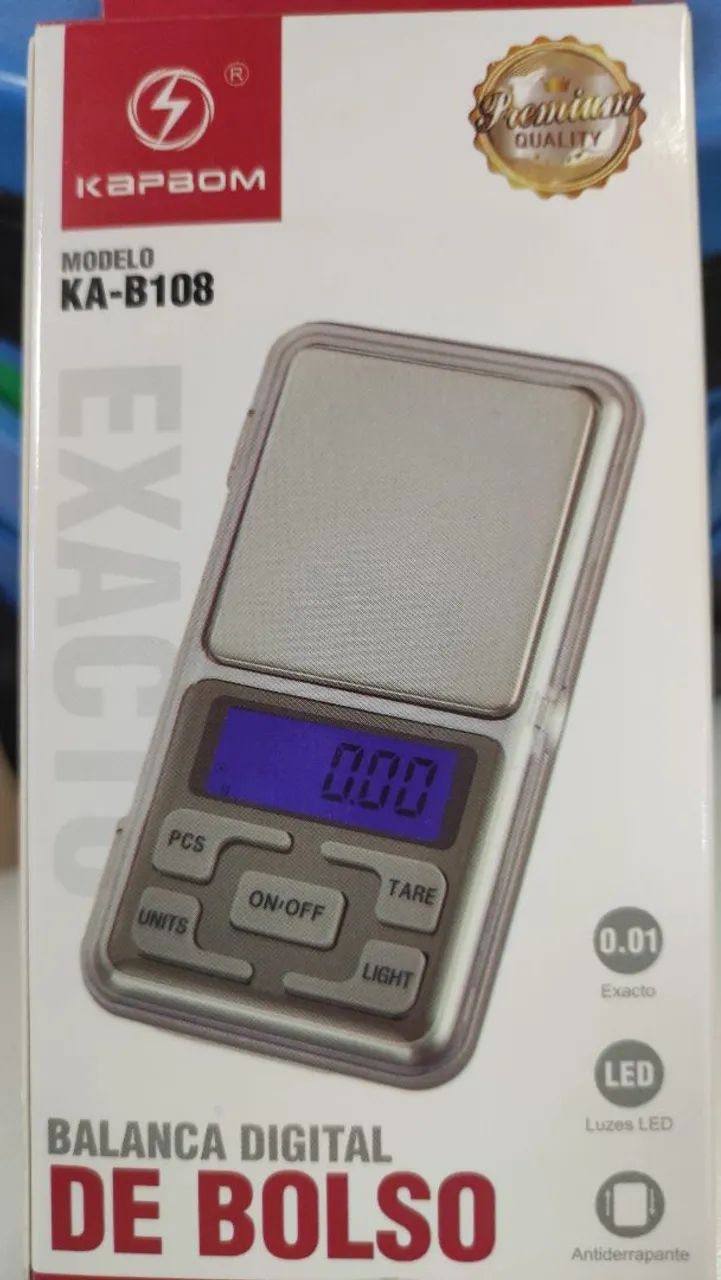 ®
KAPBOM
Premium
QUALITY
MODELO
KA-B108
EXACTO
0.00
PCS
TARE
ON/OFF
UNITS
LIGHT
0.01
Exacto
LED
Luzes LED
Antiderrapante
BALANCA DIGITAL
DE BOLSO